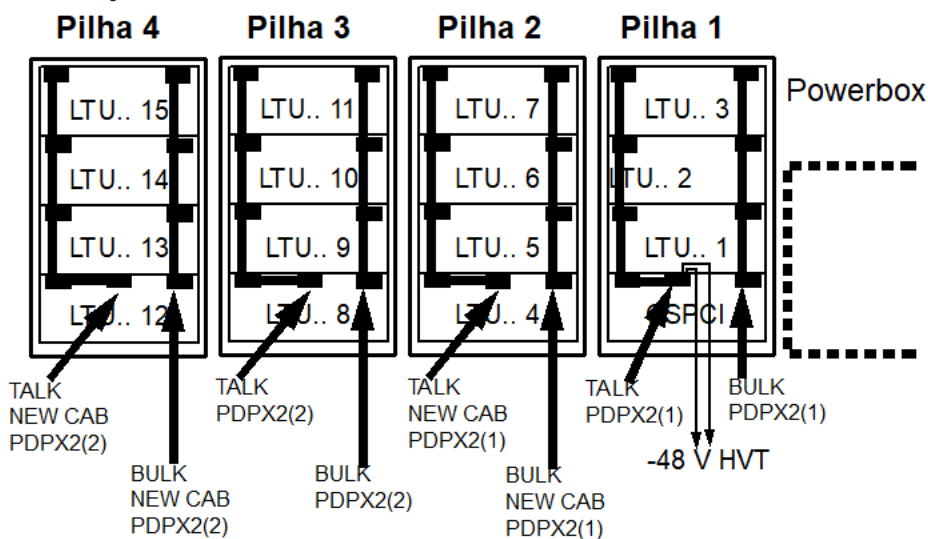 Pilha 4 Pilha 3 Pilha 2 Pilha 1
LTU.. 15 LTU.. 11 LTU.. 7 LTU.. 3
Powerbox
LTU.. 14 LTU.. 10 LTU.. 6 LTU.. 2
LTU.. 13 LTU.. 9 LTU.. 5 LTU.. 1
LTU.. 12 LTU.. 8 LTU.. 4 CSPCI
TALK
NEW CAB
PDPX2(2)
BULK
NEW CAB
PDPX2(2)
TALK
PDPX2(2)
BULK
PDPX2(2)
TALK
NEW CAB
PDPX2(1)
BULK
NEW CAB
PDPX2(1)
TALK
PDPX2(1)
BULK
PDPX2(1)
-48 V HVT